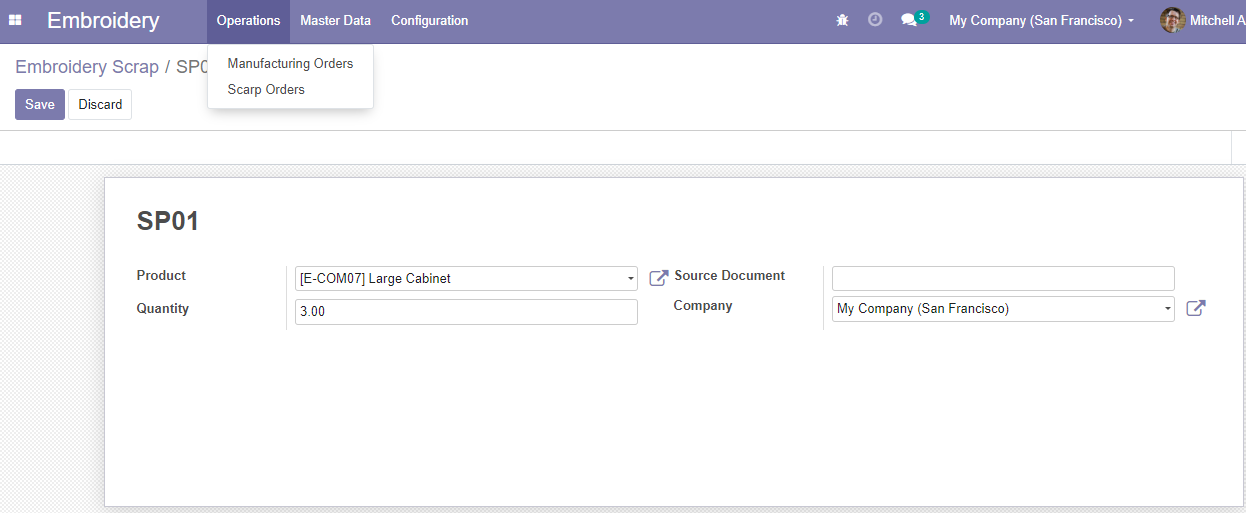 Embroidery Operations Master Data Configuration 3 My Company (San Francisco) Mitchell A
Manufacturing Orders
Scarp Orders
Embroidery Scrap / SP0
Save Discard
SP01
Product [E-COM07] Large Cabinet Source Document
Quantity 3.00 Company My Company (San Francisco)